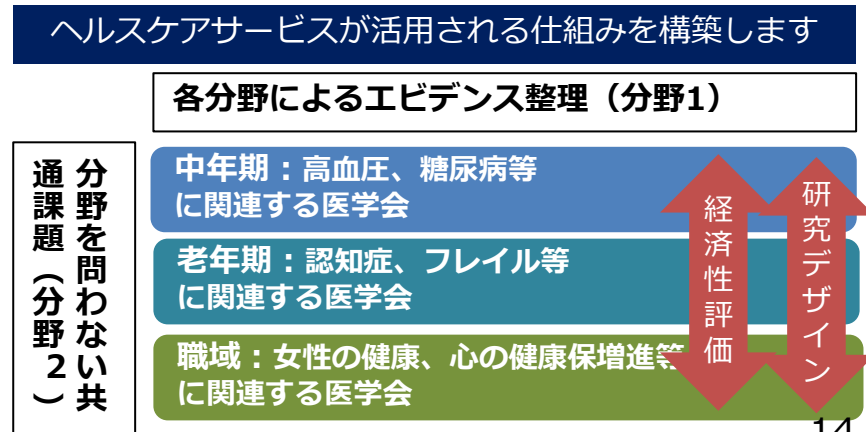 ヘルスケアサービスが活用される仕組みを構築します
各分野によるエビデンス整理（分野1）
分野を問わない共
通課題（分野２）
中年期：高血圧、糖尿病等
に関連する医学会
老年期：認知症、フレイル等
に関連する医学会
職域：女性の健康、心の健康保増進等
に関連する医学会
経済性評価
研究デザイン
14